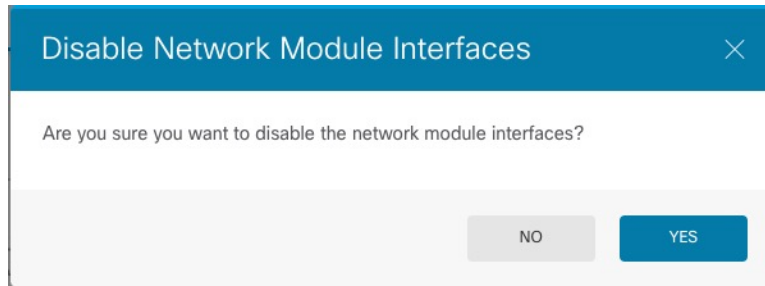 Disable Network Module Interfaces
Are you sure you want to disable the network module interfaces?
NO
YES